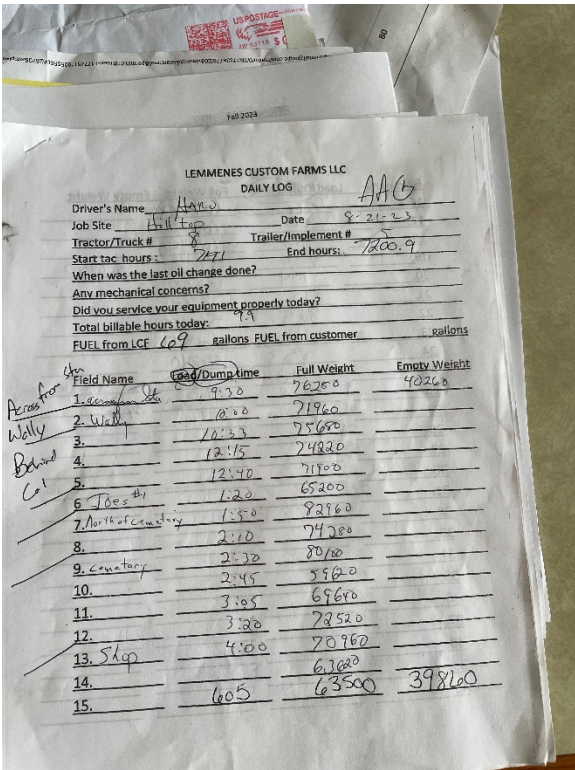 US POSTAGE
Fall 2023
LEMMENES CUSTOM FARMS LLC
DAILY LOG
AAG
Driver's Name Haro
Job Site Hill top Date 8-21-23
Tractor/Truck # 8 Trailer/Implement # 5
Start tac hours : End hours: 7200.9
When was the last oil change done?
Any mechanical concerns?
Did you service your equipment properly today?
Total billable hours today: 9.9
FUEL from LCF 69 gallons FUEL from customer gallons
Field Name Load/Dump time Full Weight Empty Weight
Across from
1. 9:30 76280 40260
Wally
2. Wally 10:00 71960
3. 10:33 75680
Behind
4. 12:15 74220
5. 12:40 71900
6 Joes #1 1:20 65200
7. North of cemetary 1:50 82960
8. 2:10 74280
9. Cematary 2:30 80100
10. 2:45 59620
11. 3:05 69640
12. 3:20 72520
13. Shop 4:00 70960
14. 63620
15. 605 63500 39860